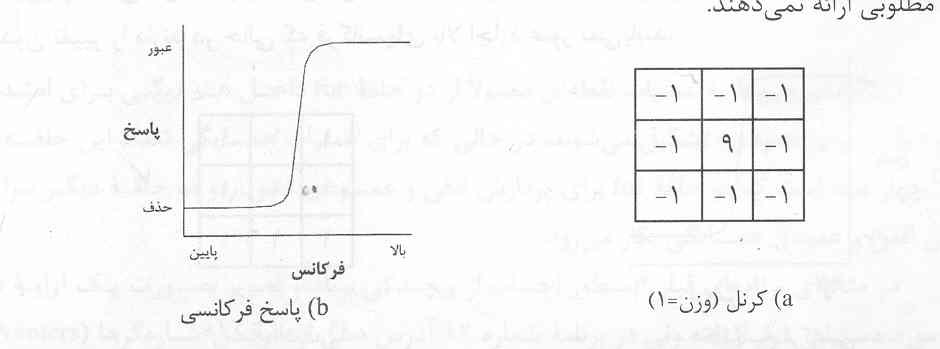 مطلوبی ارائه نمی‌دهند.
عبور
پاسخ
حذف
پایین
بالا
فرکانس
b) پاسخ فرکانسی
-۱ -۱ -۱
-۱ ۹ -۱
-۱ -۱ -۱
a) کرنل (وزن=۱)